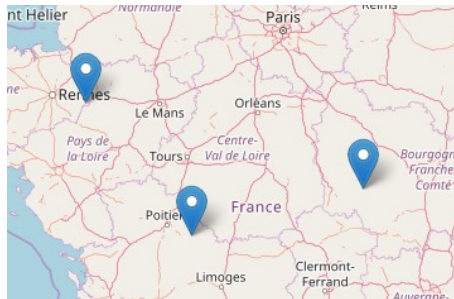 nt Helier
Normandie
Paris
Reims
Rennes
Le Mans
Orléans
Pays de
la Loire
Tours
Centre-
Val de Loire
Bourgogne
Franche
Comté
Poitie
France
Limoges
Clermont-
Ferrand
Auvergne-